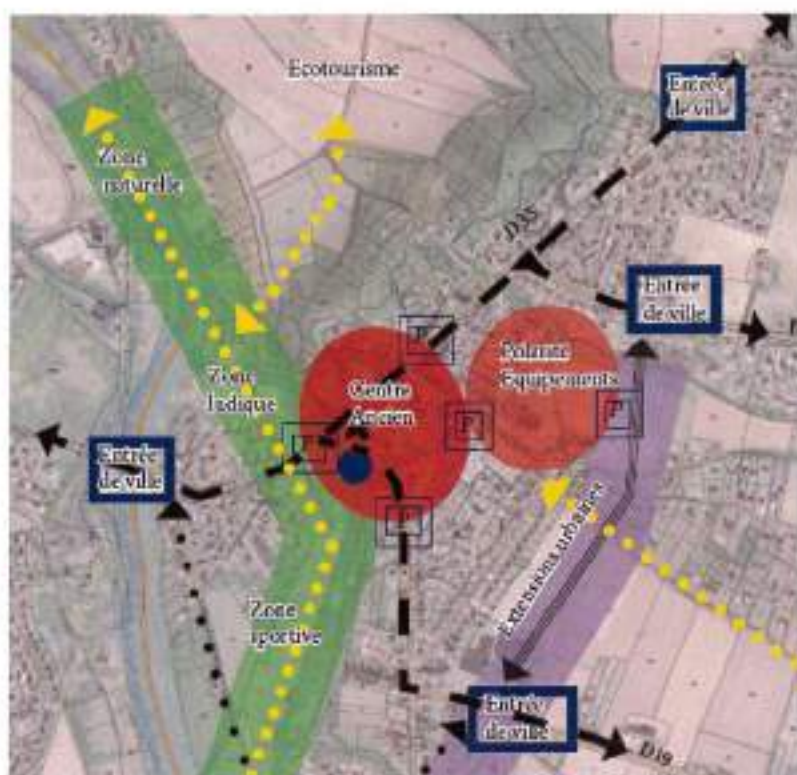 Ecotourisme
Entrée
de ville
Zone
naturelle
D35
Entrée
de ville
P
Polarité
Equipements
Zone
ludique
Centre
Ancien
P
P
Entrée
de ville
P
P
Extensions urbaines
Zone
sportive
Entrée
de ville
D19